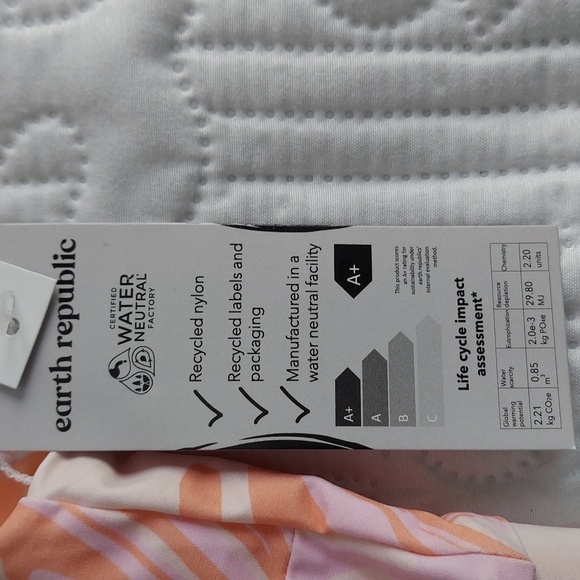 earth republic
CERTIFIED
WATER
NEUTRAL
FACTORY
Recycled nylon
Recycled labels and
packaging
Manufactured in a
water neutral facility
A+
A
B
C
A+
This product scores
an A+ rating for
sustainability under
earth republics'
internal evaluation
method.
Life cycle impact
assessment*
Global warming potential
Water scarcity
Eutrophication
Resource depletion
Chemistry
2.21 kg CO2e
0.85 m³
2.0e-3 kg PO4e
29.80 MJ
2.20 units